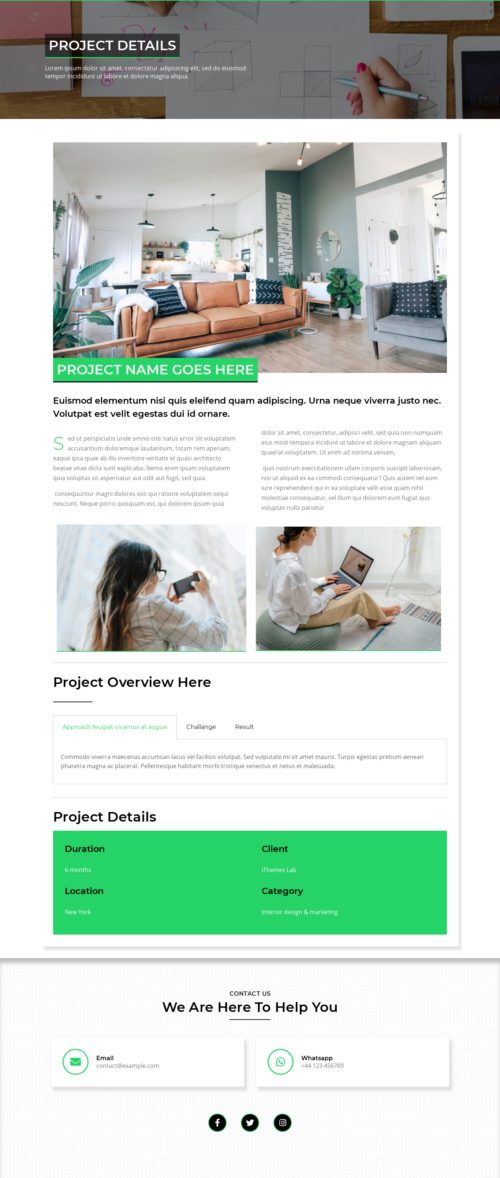 PROJECT DETAILS
Lorem ipsum dolor sit amet, consectetur adipisicing elit, sed do eiusmod
tempor incididunt ut labore et dolore magna aliqua.
PROJECT NAME GOES HERE
Euismod elementum nisi quis eleifend quam adipiscing. Urna neque viverra justo nec.
Volutpat est velit egestas dui id ornare.
Sed ut perspiciatis unde omnis iste natus error sit voluptatem
accusantium doloremque laudantium, totam rem aperiam,
eaque ipsa quae ab illo inventore veritatis et quasi architecto
beatae vitae dicta sunt explicabo. Nemo enim ipsam voluptatem
quia voluptas sit aspernatur aut odit aut fugit, sed quia.
consequuntur magni dolores eos qui ratione voluptatem sequi
nesciunt. Neque porro quisquam est, qui dolorem ipsum quia
dolor sit amet, consectetur, adipisci velit, sed quia non numquam
eius modi tempora incidunt ut labore et dolore magnam aliquam
quaerat voluptatem. Ut enim ad minima veniam,
quis nostrum exercitationem ullam corporis suscipit laboriosam,
nisi ut aliquid ex ea commodi consequatur? Quis autem vel eum
iure reprehenderit qui in ea voluptate velit esse quam nihil
molestiae consequatur, vel illum qui dolorem eum fugiat quo
voluptas nulla pariatur
Project Overview Here
Approach feugiat vivamus at augue
Challange
Result
Commodo viverra maecenas accumsan lacus vel facilisis volutpat. Sed vulputate mi sit amet mauris. Turpis egestas pretium aenean
pharetra magna ac placerat. Pellentesque habitant morbi tristique senectus et netus et malesuada.
Project Details
Duration
6 months
Client
iThemes Lab
Location
New York
Category
Interior design & marketing
CONTACT US
We Are Here To Help You
Email
contact@example.com
Whatsapp
+44 123 456789